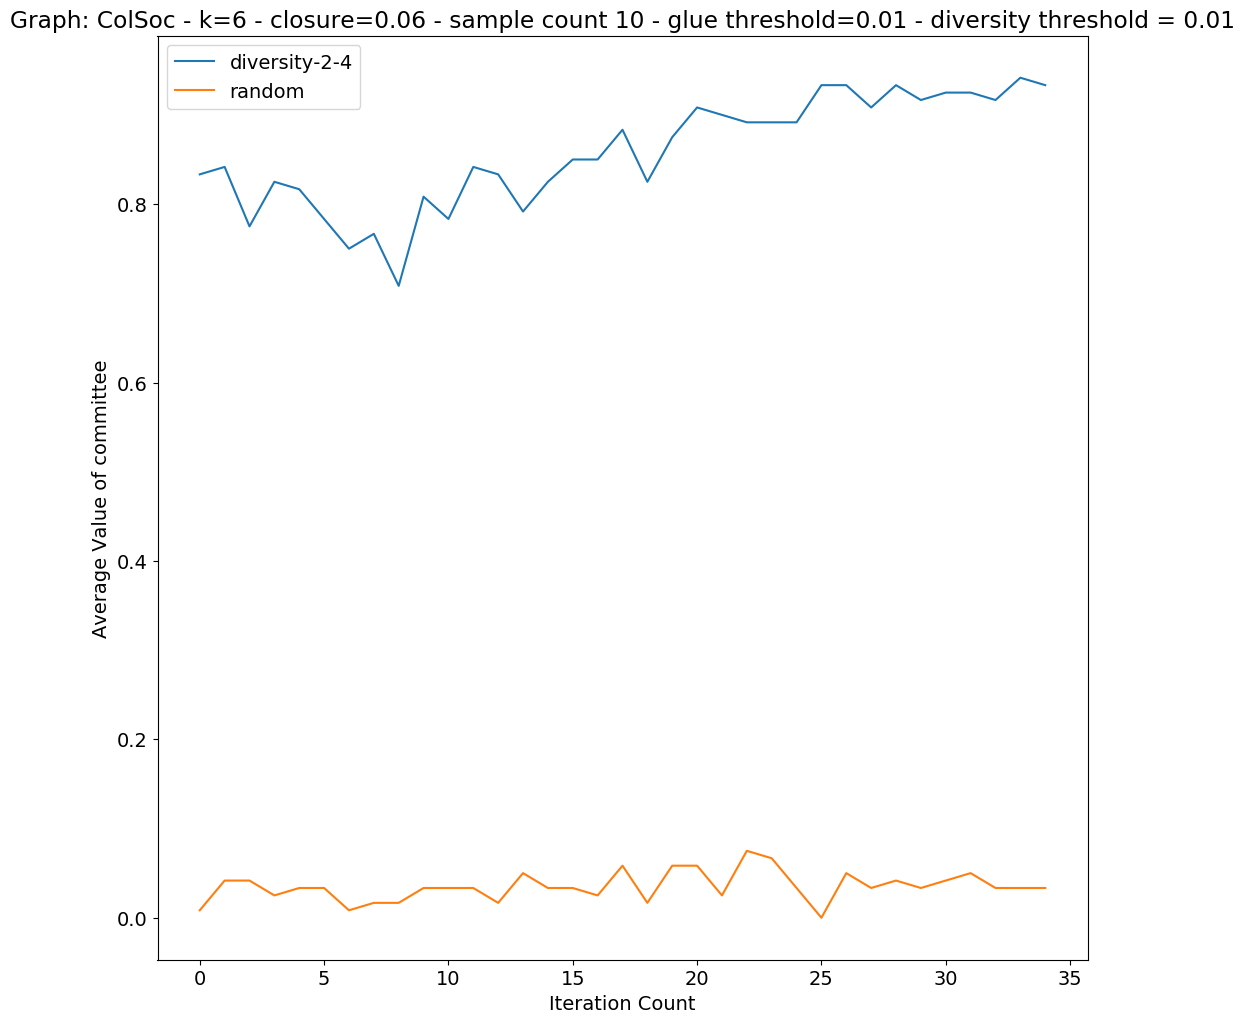 Graph: ColSoc - k=6 - closure=0.06 - sample count 10 - glue threshold=0.01 - diversity threshold = 0.01
diversity-2-4
random
0.8
0.6
0.4
0.2
0.0
Average Value of committee
0 5 10 15 20 25 30 35
Iteration Count